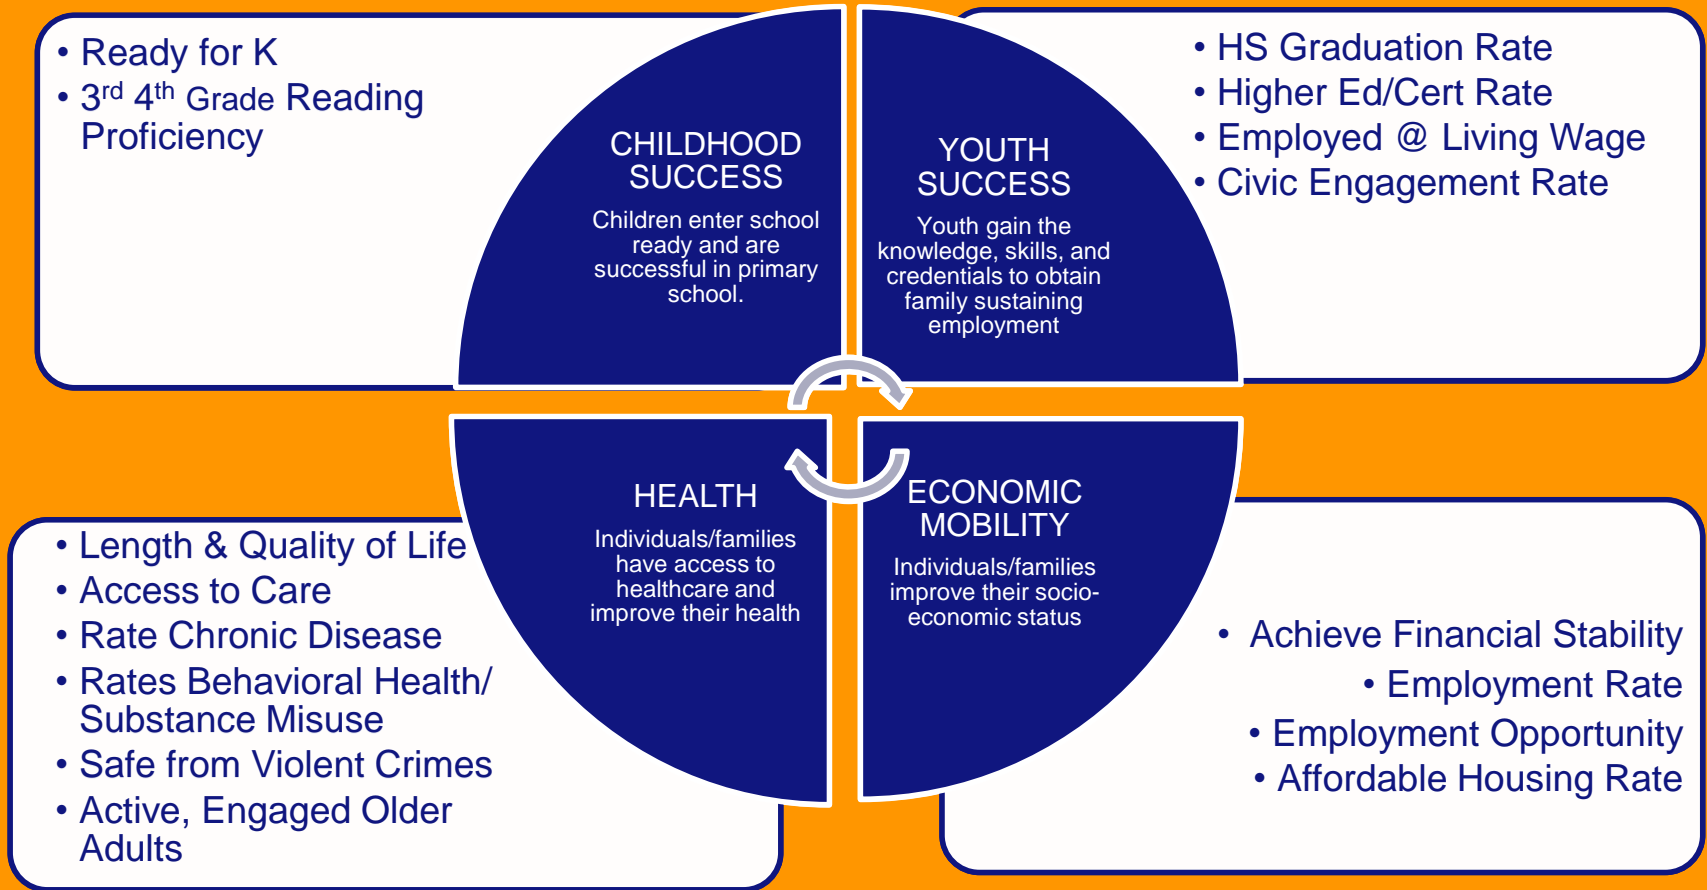 • Ready for K
• 3rd 4th Grade Reading
Proficiency
CHILDHOOD
SUCCESS
Children enter school
ready and are
successful in primary
school.
YOUTH
SUCCESS
Youth gain the
knowledge, skills, and
credentials to obtain
family sustaining
employment
• HS Graduation Rate
• Higher Ed/Cert Rate
• Employed @ Living Wage
• Civic Engagement Rate
• Length & Quality of Life
• Access to Care
• Rate Chronic Disease
• Rates Behavioral Health/
Substance Misuse
• Safe from Violent Crimes
• Active, Engaged Older
Adults
HEALTH
Individuals/families
have access to
healthcare and
improve their health
ECONOMIC
MOBILITY
Individuals/families
improve their socio-
economic status
• Achieve Financial Stability
• Employment Rate
• Employment Opportunity
• Affordable Housing Rate